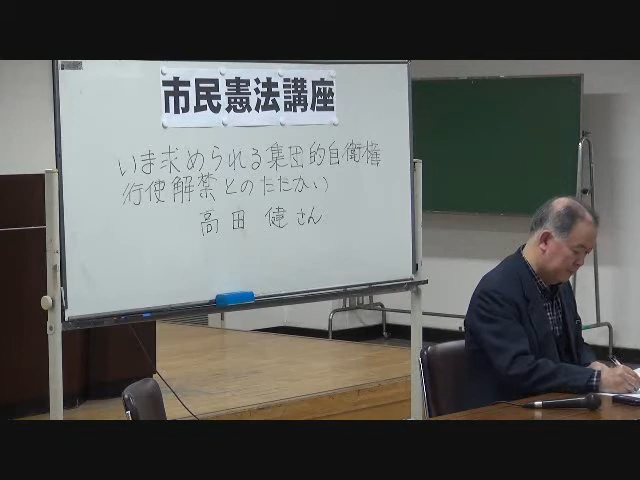 市民憲法講座
いま求められる集団的自衛権
行使解禁とのたたかい
高田 健さん